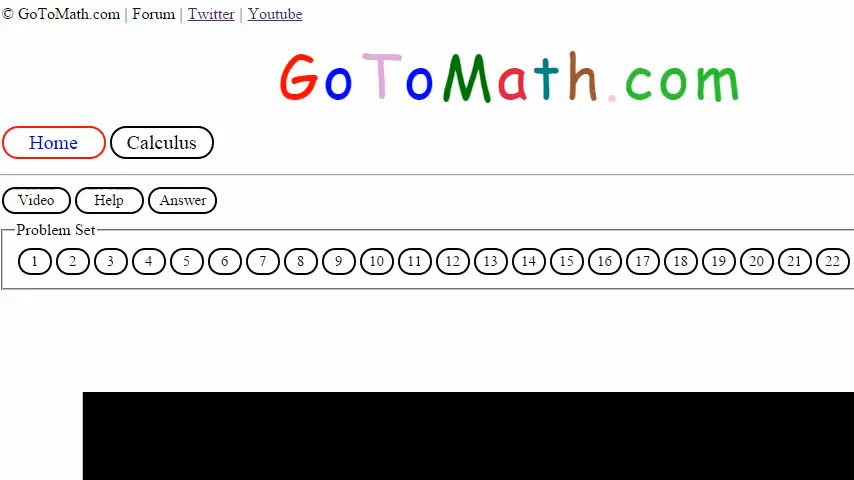 © GoToMath.com | Forum | Twitter | Youtube
GoToMath.com
Home Calculus
Video Help Answer
Problem Set
1 2 3 4 5 6 7 8 9 10 11 12 13 14 15 16 17 18 19 20 21 22